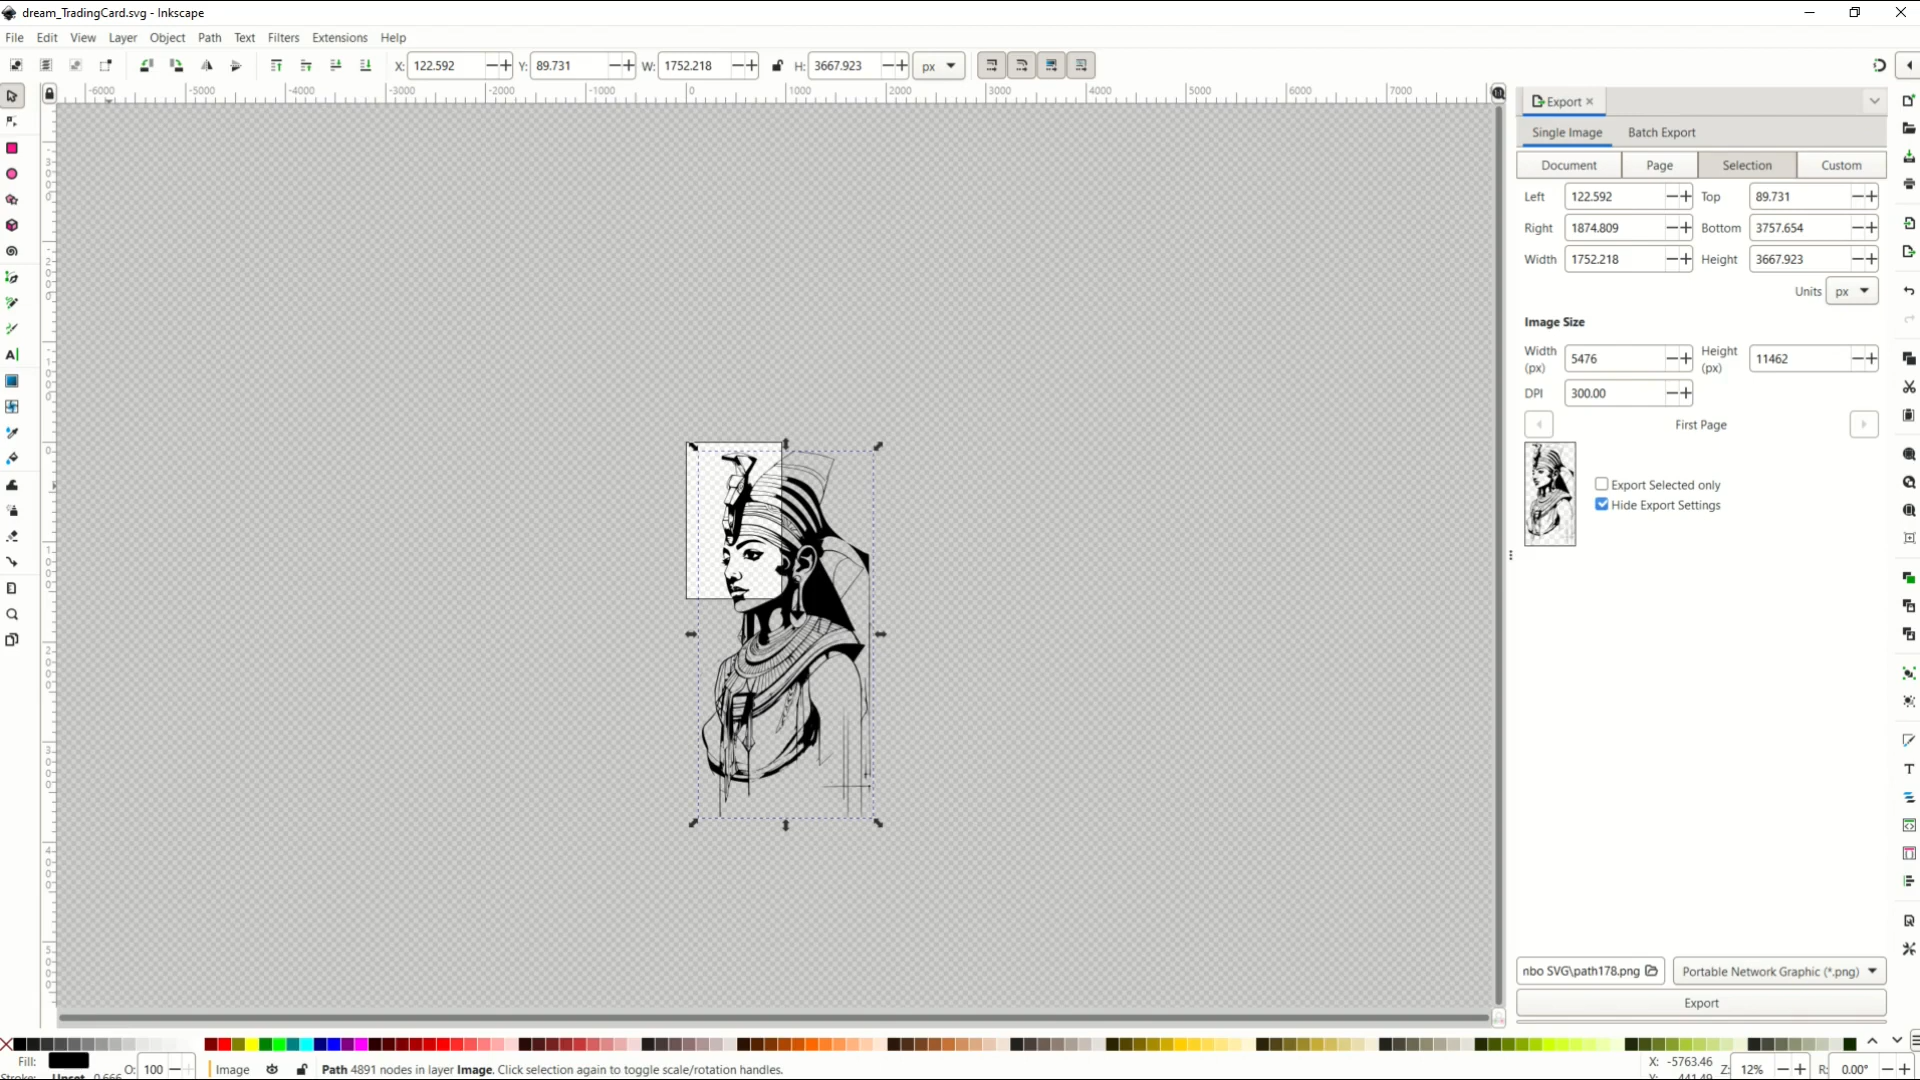 dream_TradingCard.svg - Inkscape
File Edit View Layer Object Path Text Filters Extensions Help
X: 122.592 Y: 89.731 W: 1752.218 H: 3667.923 px
-6000 -5000 -4000 -3000 -2000 -1000 0 1000 2000 3000 4000 5000 6000 7000
Export
Single Image Batch Export
Document Page Selection Custom
Left 122.592 Top 89.731
Right 1874.809 Bottom 3757.654
Width 1752.218 Height 3667.923
Units px
Image Size
Width (px) 5476 Height (px) 11462
DPI 300.00
First Page
Export Selected only
Hide Export Settings
nbo SVG\path178.png Portable Network Graphic (*.png)
Export
Fill: O: 100 Image Path 4891 nodes in layer Image. Click selection again to toggle scale/rotation handles. X: -5763.46 Z: 12% R: 0.00°